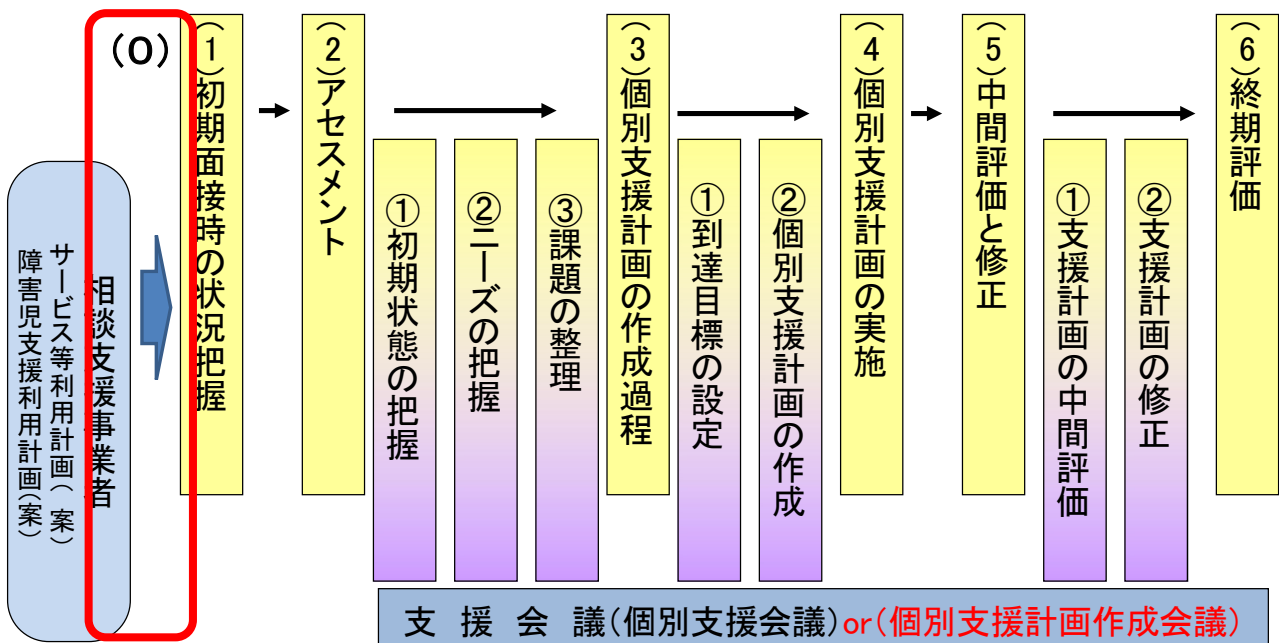 (0)
相談支援事業者
サービス等利用計画(案)
障害児支援利用計画(案)
(1)初期面接時の状況把握
(2)アセスメント
①初期状態の把握
②ニーズの把握
③課題の整理
(3)個別支援計画の作成過程
①到達目標の設定
②個別支援計画の作成
(4)個別支援計画の実施
(5)中間評価と修正
①支援計画の中間評価
②支援計画の修正
(6)終期評価
支 援 会 議(個別支援会議)or(個別支援計画作成会議)